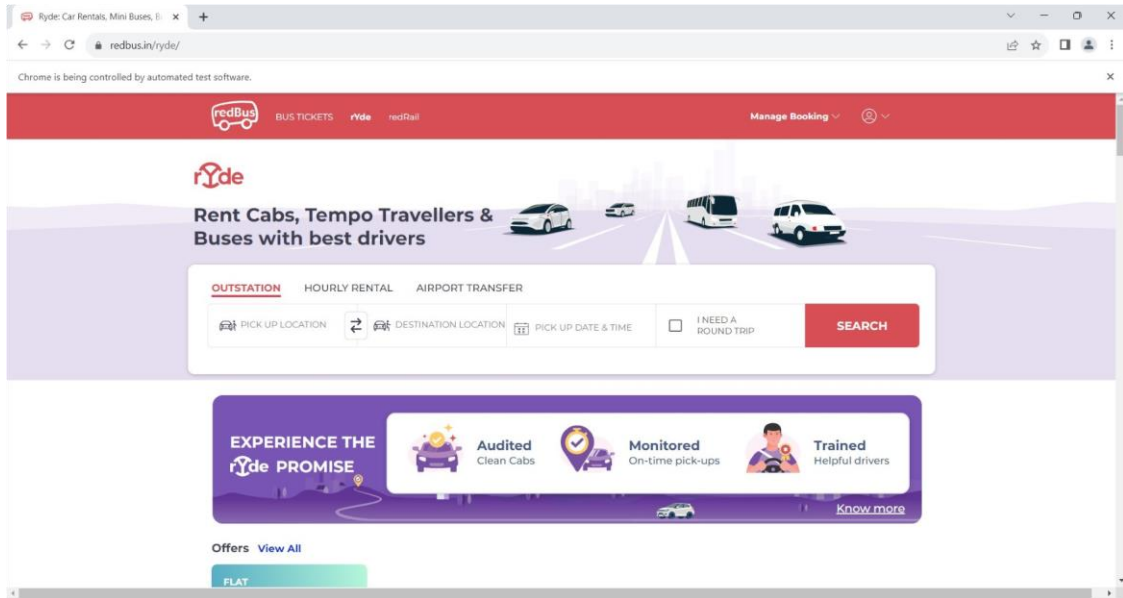 Ryde: Car Rentals, Mini Buses, B
redbus.in/ryde/
Chrome is being controlled by automated test software.
redBus BUS TICKETS rYde redRail Manage Booking
rYde
Rent Cabs, Tempo Travellers &
Buses with best drivers
OUTSTATION HOURLY RENTAL AIRPORT TRANSFER
PICK UP LOCATION DESTINATION LOCATION PICK UP DATE & TIME I NEED A
ROUND TRIP SEARCH
EXPERIENCE THE
rYde PROMISE
Audited
Clean Cabs
Monitored
On-time pick-ups
Trained
Helpful drivers
Know more
Offers View All
FLAT